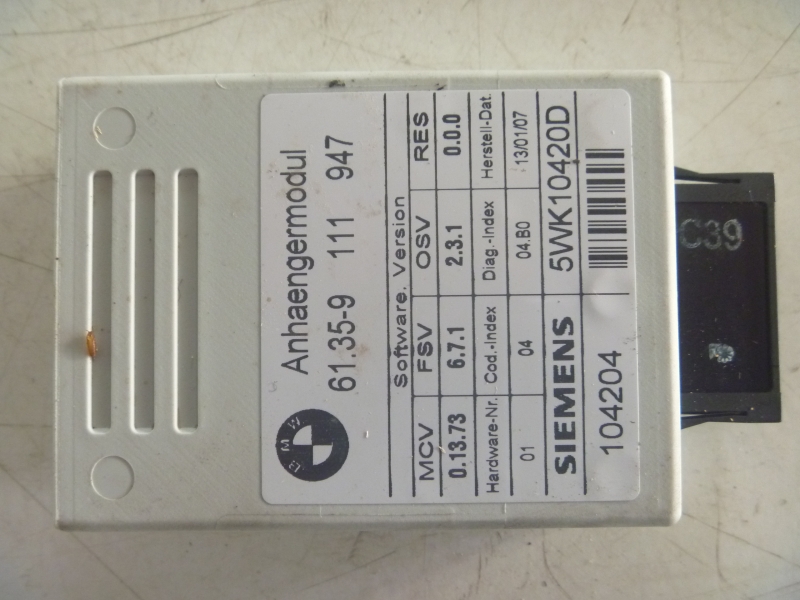 BMW
Anhaengermodul
61.35-9 111 947
Software. Version
MCV FSV OSV RES
0.13.73 6.7.1 2.3.1 0.0.0
Hardware-Nr. Cod.-Index Diag.-Index Herstell-Dat.
01 04 04.B0 13/01/07
SIEMENS 5WK10420D
104204
C39